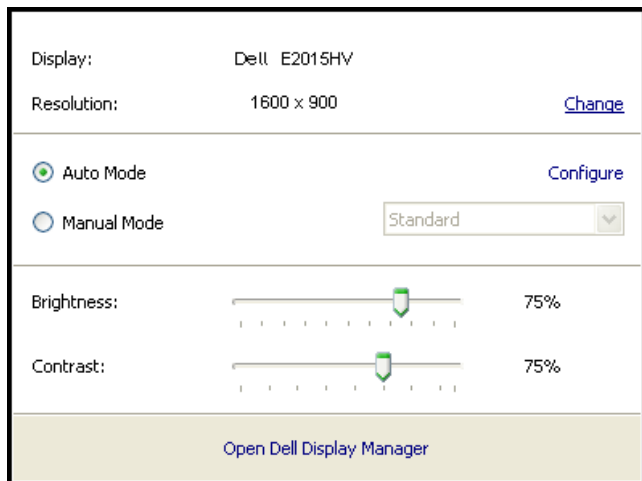 Display: Dell E2015HV
Resolution: 1600 x 900 Change
Auto Mode Configure
Manual Mode Standard
Brightness: 75%
Contrast: 75%
Open Dell Display Manager